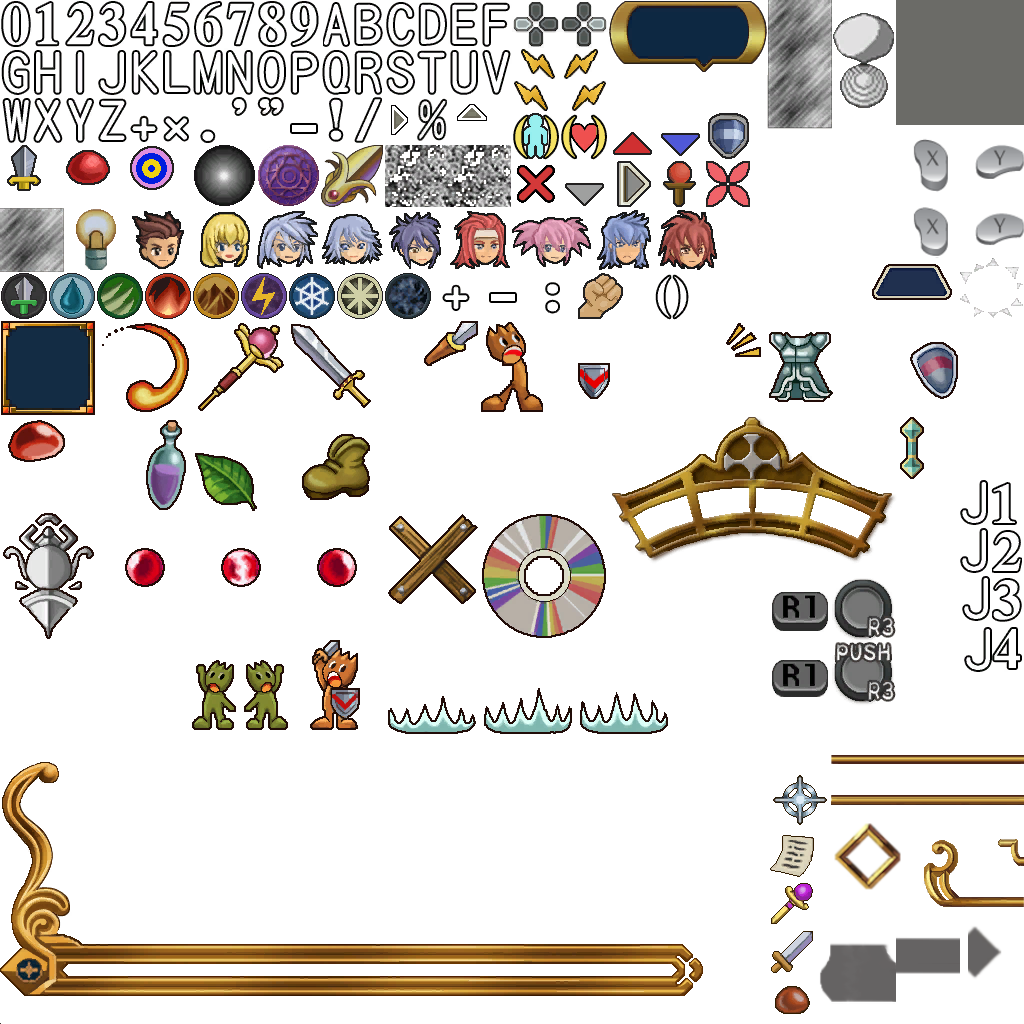 0123456789ABCDEF
GHIJKLMNOPQRSTUV
WXYZ+×.’”-!/%
X Y
X Y
+ - : ()
J1
J2
J3
J4
R1 R3
PUSH
R1 R3